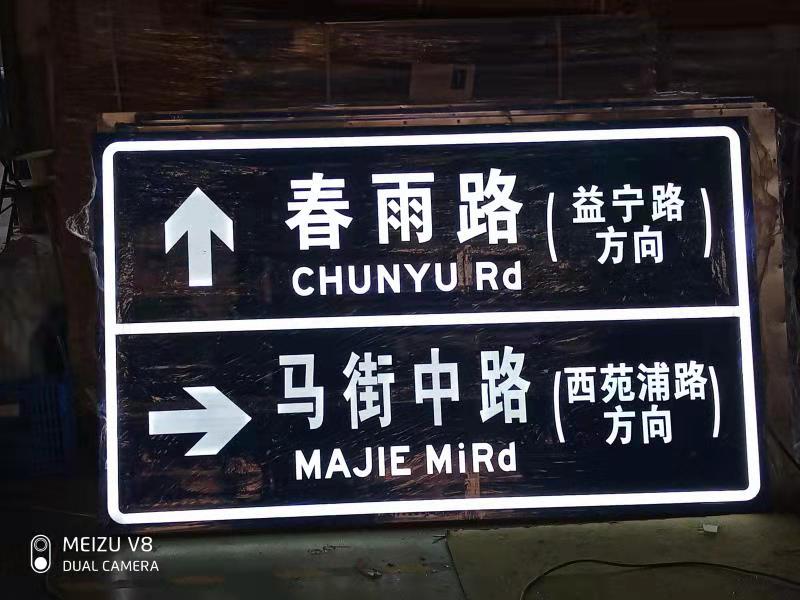 春雨路 (益宁路
方向)
CHUNYU Rd
马街中路 (西苑浦路
方向)
MAJIE MiRd
MEIZU V8
DUAL CAMERA